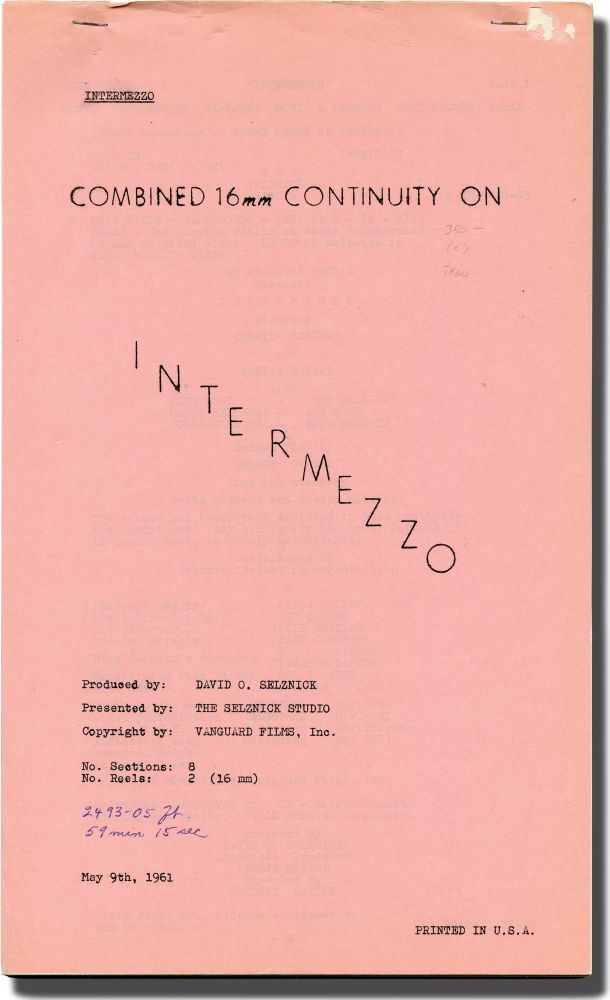 INTERMEZZO
COMBINED 16mm CONTINUITY ON
350 —
INTERMEZZO
Produced by: DAVID O. SELZNICK
Presented by: THE SELZNICK STUDIO
Copyright by: VANGUARD FILMS, Inc.
No. Sections: 8
No. Reels: 2 (16 mm)
2493-05 ft.
59 min 15 sec
May 9th, 1961
PRINTED IN U.S.A.